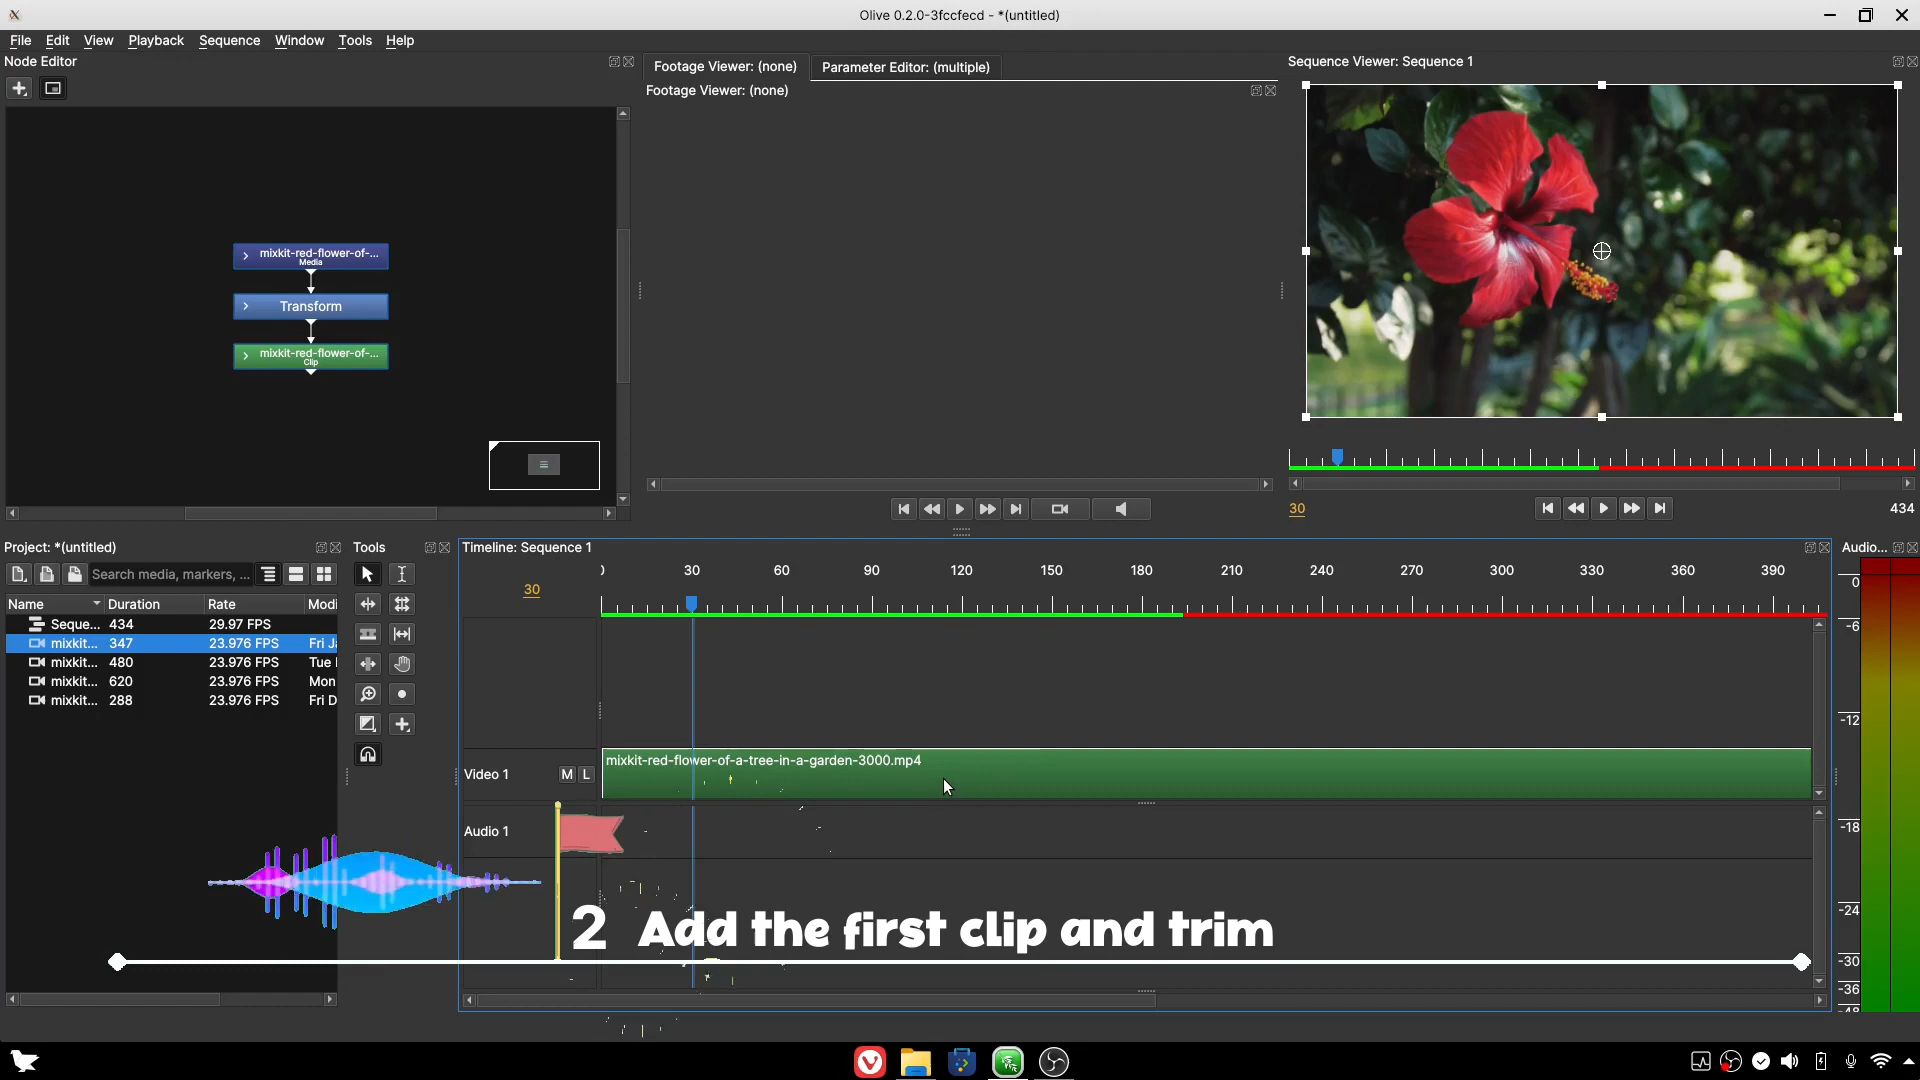 Olive 0.2.0-3fccfecd - *(untitled)
File Edit View Playback Sequence Window Tools Help
Node Editor
mixkit-red-flower-of-...
Media
Transform
mixkit-red-flower-of-...
Clip
Footage Viewer: (none) Parameter Editor: (multiple)
Footage Viewer: (none)
Sequence Viewer: Sequence 1
30 434
Project: *(untitled)
Search media, markers, ...
Name Duration Rate Modi
Seque... 434 29.97 FPS
mixkit... 347 23.976 FPS Fri J
mixkit... 480 23.976 FPS Tue
mixkit... 620 23.976 FPS Mon
mixkit... 288 23.976 FPS Fri D
Tools
Timeline: Sequence 1
30
30 60 90 120 150 180 210 240 270 300 330 360 390
Video 1 M L
mixkit-red-flower-of-a-tree-in-a-garden-3000.mp4
Audio 1
Audio...
0
-6
-12
-18
-24
-30
-36
-48
2 Add the first clip and trim